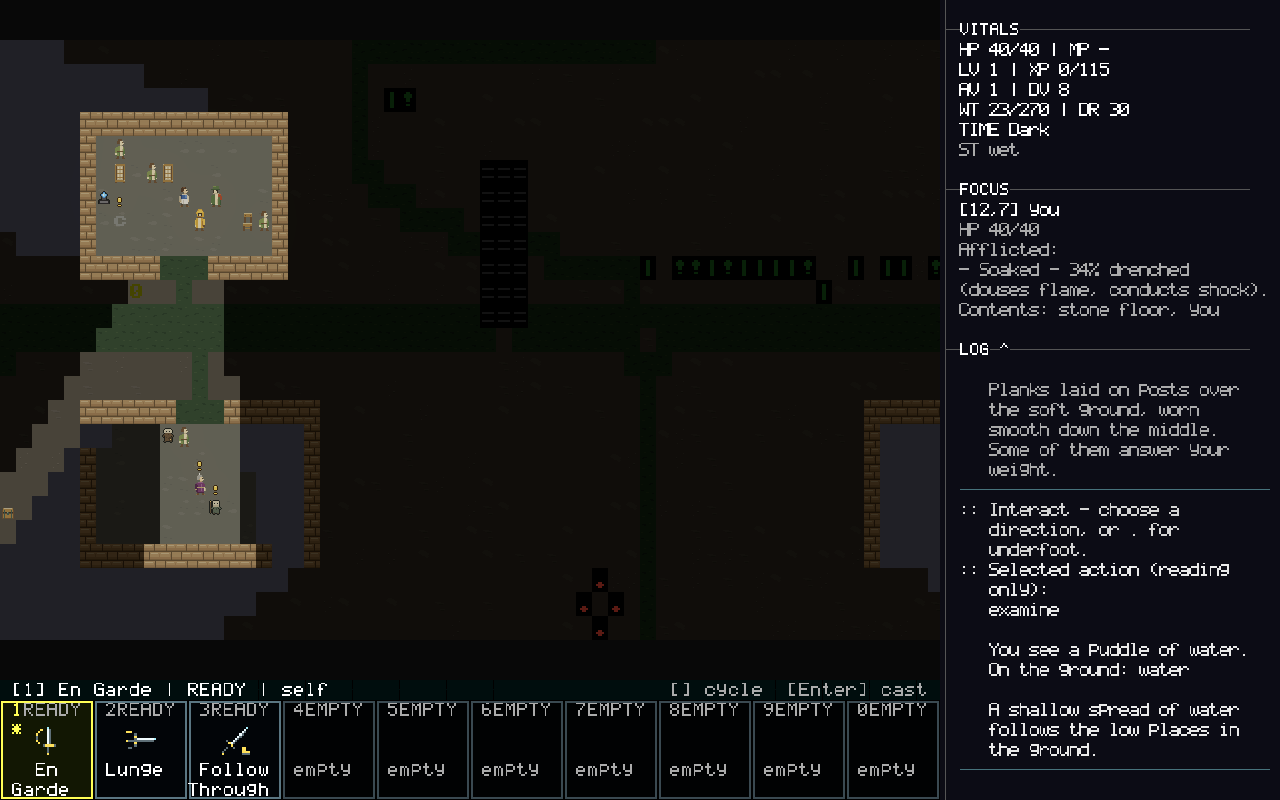 VITALS
HP 40/40 | MP -
LV 1 | XP 0/115
AV 1 | DV 8
WT 23/270 | DR 30
TIME Dark
ST wet
FOCUS
[12,7] You
HP 40/40
Afflicted:
- Soaked - 34% drenched
(douses flame, conducts shock).
Contents: stone floor, You
LOG ^
Planks laid on Posts over
the soft ground, worn
smooth down the middle.
Some of them answer Your
weight.
:: Interact - choose a
direction, or . for
underfoot.
:: Selected action (reading
only):
examine
You see a Puddle of water.
On the ground: water
A shallow spread of water
follows the low Places in
the ground.
[1] En Garde | READY | self
[] cycle [Enter] cast
1READY 2READY 3READY 4EMPTY 5EMPTY 6EMPTY 7EMPTY 8EMPTY 9EMPTY 0EMPTY
*
En Garde
Lunge
Follow Through
empty empty empty empty empty empty empty